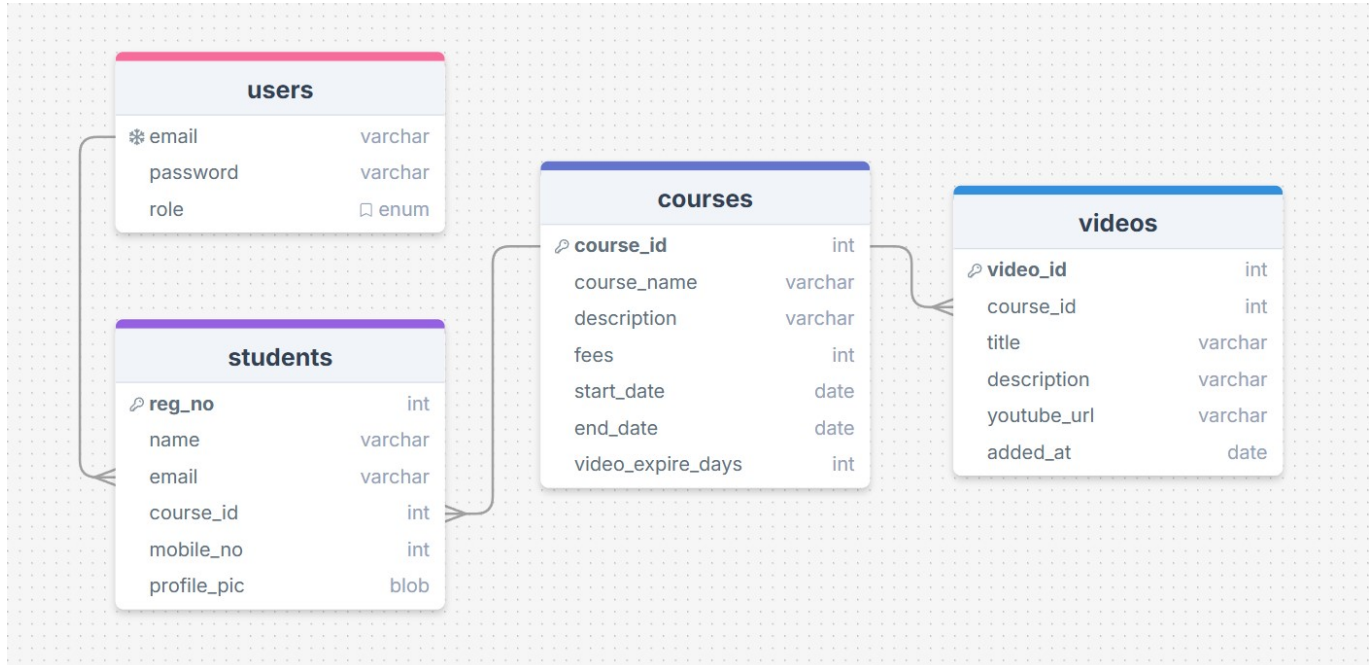 users
email varchar
password varchar
role enum
students
reg_no int
name varchar
email varchar
course_id int
mobile_no int
profile_pic blob
courses
course_id int
course_name varchar
description varchar
fees int
start_date date
end_date date
video_expire_days int
videos
video_id int
course_id int
title varchar
description varchar
youtube_url varchar
added_at date